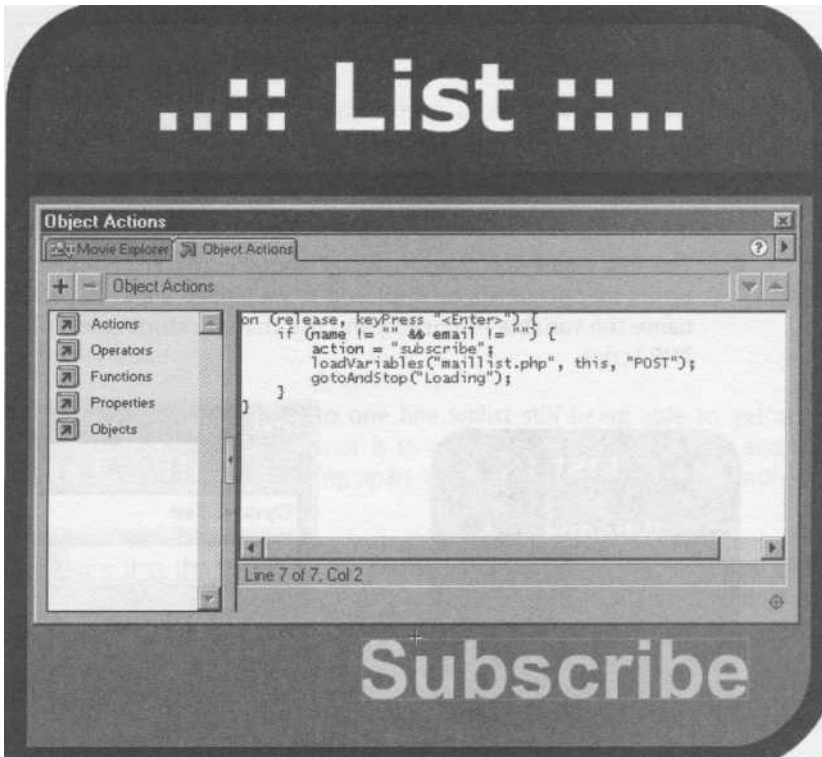 ..:: List ::..
Object Actions
Movie Explorer Object Actions
Object Actions
Actions
Operators
Functions
Properties
Objects
on (release, keyPress "<Enter>") {
if (name != "" && email != "") {
action = "subscribe";
loadVariables("maillist.php", this, "POST");
gotoAndStop("Loading");
}
}
Line 7 of 7, Col 2
Subscribe